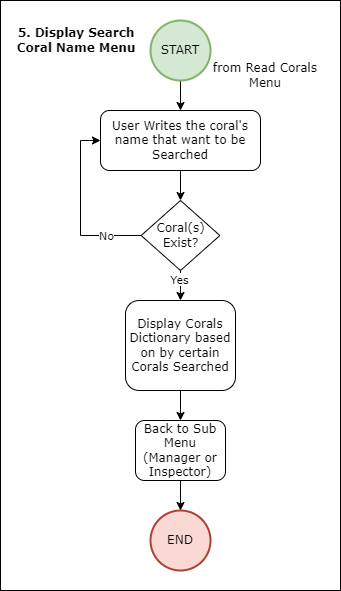 5. Display Search
Coral Name Menu
START
from Read Corals
Menu
User Writes the coral's
name that want to be
Searched
Coral(s)
Exist?
No
Yes
Display Corals
Dictionary based
on by certain
Corals Searched
Back to Sub
Menu
(Manager or
Inspector)
END